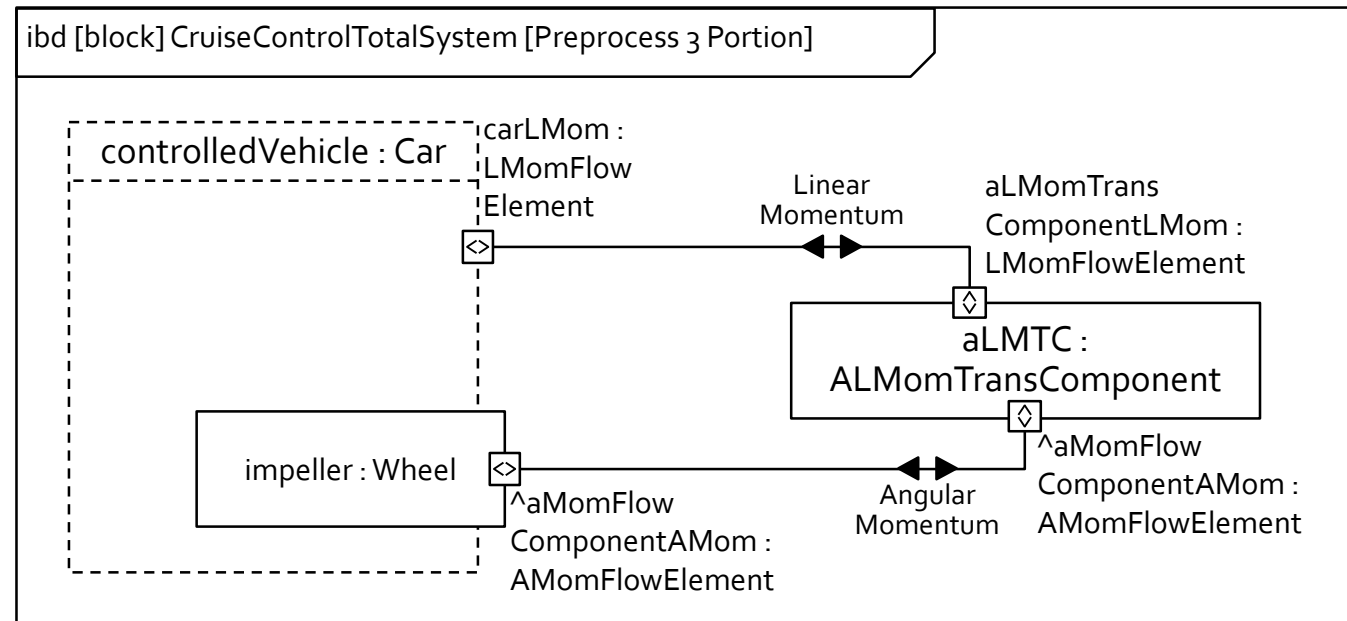 ibd [block] CruiseControlTotalSystem [Preprocess 3 Portion]
controlledVehicle : Car
carLMom :
LMomFlow
Element
Linear
Momentum
aLMomTrans
ComponentLMom :
LMomFlowElement
<>
<>
aLMTC :
ALMomTransComponent
<>
impeller : Wheel
<>
^aMomFlow
ComponentAMom :
AMomFlowElement
Angular
Momentum
^aMomFlow
ComponentAMom :
AMomFlowElement